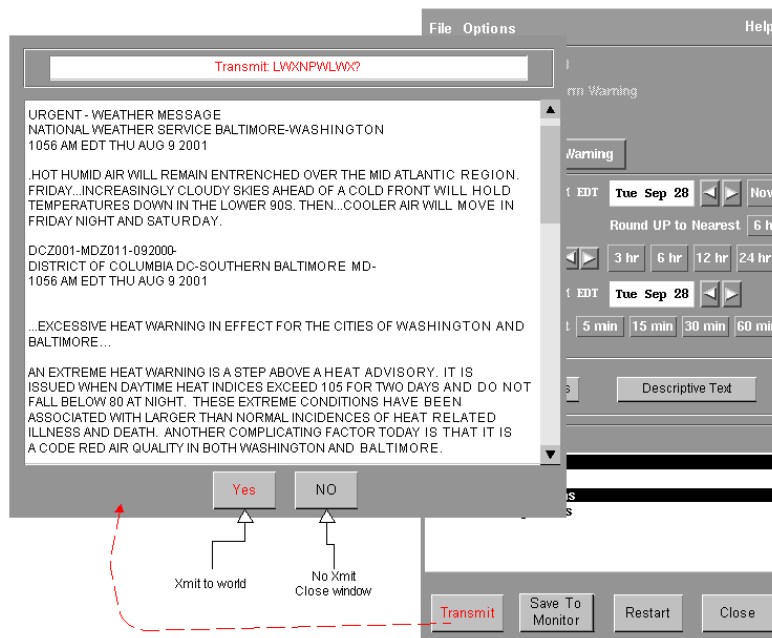 File Options Help
Transmit: LWXNPWLWX?
URGENT - WEATHER MESSAGE
NATIONAL WEATHER SERVICE BALTIMORE-WASHINGTON
1056 AM EDT THU AUG 9 2001
.HOT HUMID AIR WILL REMAIN ENTRENCHED OVER THE MID ATLANTIC REGION.
FRIDAY...INCREASINGLY CLOUDY SKIES AHEAD OF A COLD FRONT WILL HOLD
TEMPERATURES DOWN IN THE LOWER 90S. THEN...COOLER AIR WILL MOVE IN
FRIDAY NIGHT AND SATURDAY.
DCZ001-MDZ011-092000-
DISTRICT OF COLUMBIA DC-SOUTHERN BALTIMORE MD-
1056 AM EDT THU AUG 9 2001
...EXCESSIVE HEAT WARNING IN EFFECT FOR THE CITIES OF WASHINGTON AND
BALTIMORE...
AN EXTREME HEAT WARNING IS A STEP ABOVE A HEAT ADVISORY. IT IS
ISSUED WHEN DAYTIME HEAT INDICES EXCEED 105 FOR TWO DAYS AND DO NOT
FALL BELOW 80 AT NIGHT. THESE EXTREME CONDITIONS HAVE BEEN
ASSOCIATED WITH LARGER THAN NORMAL INCIDENCES OF HEAT RELATED
ILLNESS AND DEATH. ANOTHER COMPLICATING FACTOR TODAY IS THAT IT IS
A CODE RED AIR QUALITY IN BOTH WASHINGTON AND BALTIMORE.
Yes NO
Xmit to world
No Xmit
Close window
Warning
Warning
EDT Tue Sep 28 Nov
Round UP to Nearest 6 h
3 hr 6 hr 12 hr 24 hr
EDT Tue Sep 28
5 min 15 min 30 min 60 mi
Descriptive Text
Transmit Save To Monitor Restart Close